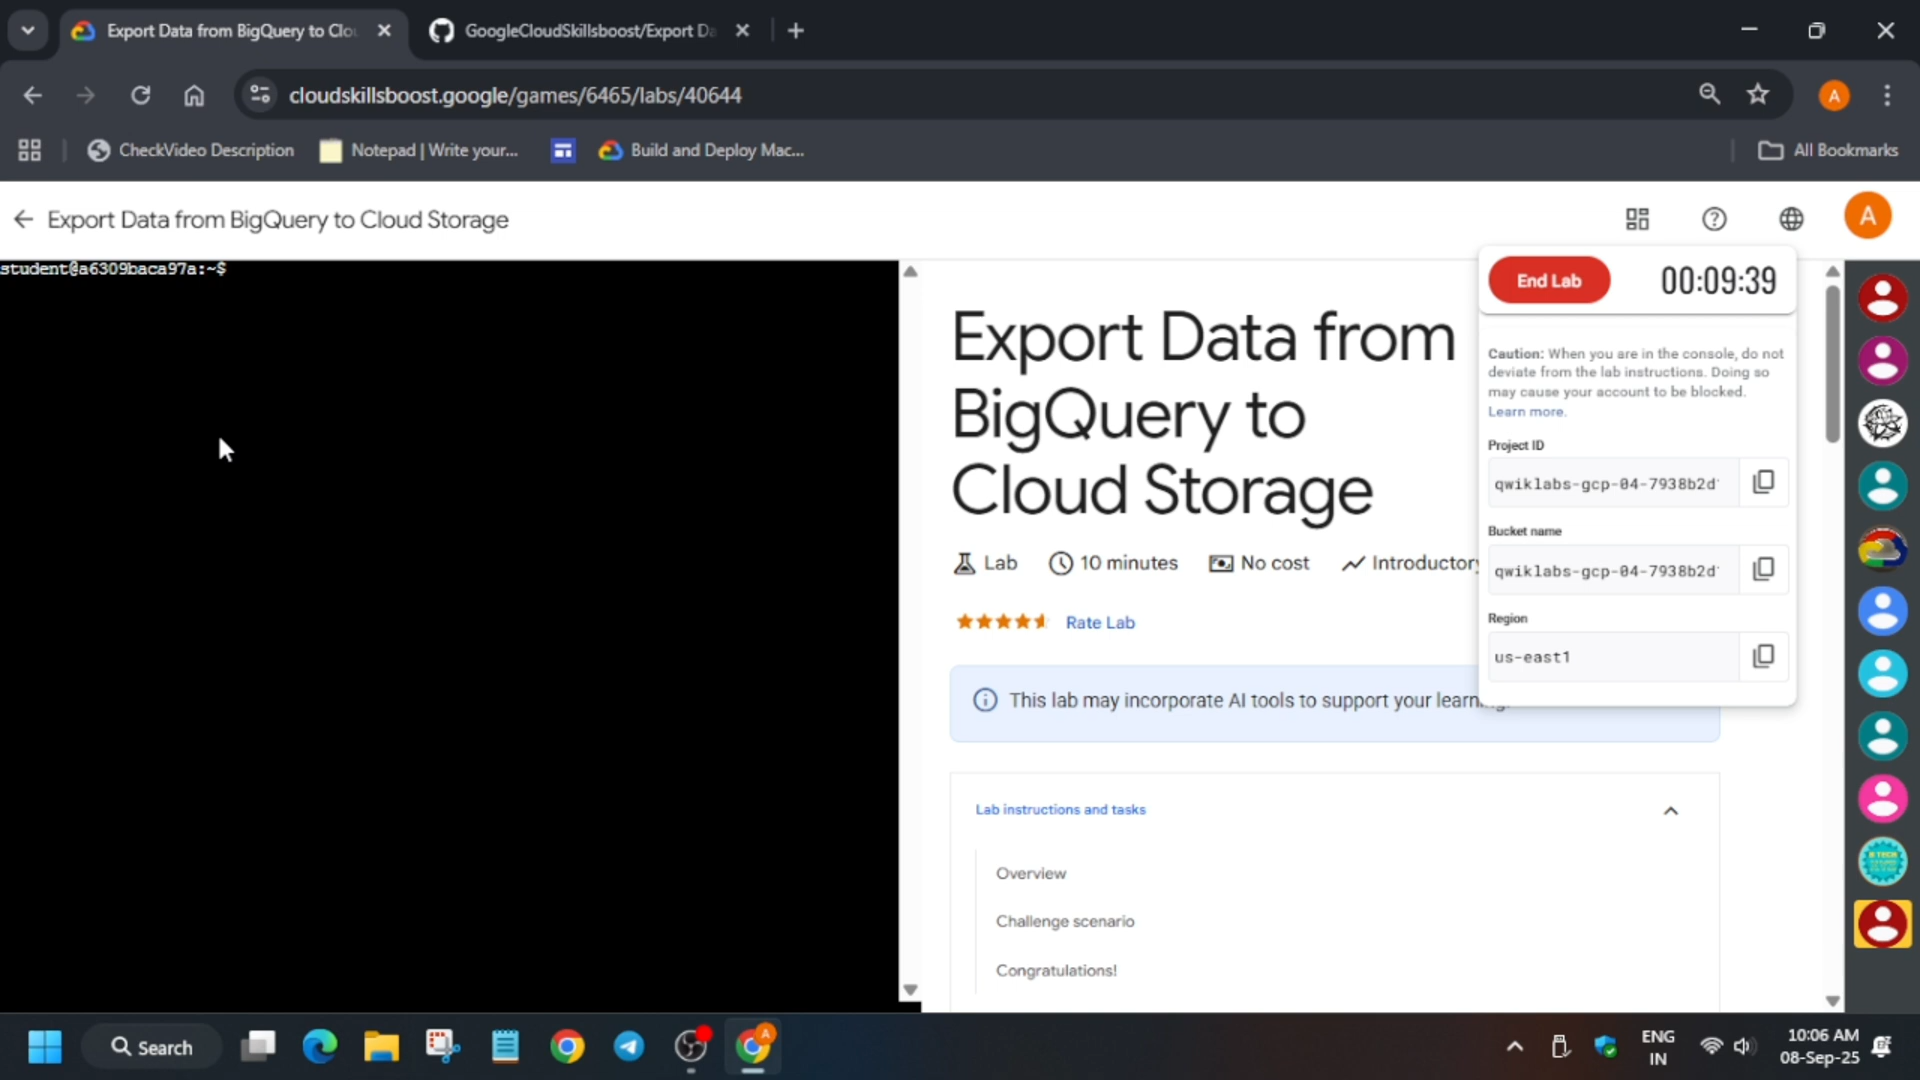 Export Data from BigQuery to Clo
GoogleCloudSkillsboost/Export Da
cloudskillsboost.google/games/6465/labs/40644
A
CheckVideo Description
Notepad | Write your...
Build and Deploy Mac...
All Bookmarks
Export Data from BigQuery to Cloud Storage
A
student@a6309baca97a:~$
End Lab
00:09:39
Caution: When you are in the console, do not
deviate from the lab instructions. Doing so
may cause your account to be blocked.
Learn more.
Project ID
qwiklabs-gcp-04-7938b2d
Bucket name
qwiklabs-gcp-04-7938b2d
Region
us-east1
Export Data from
BigQuery to
Cloud Storage
Lab
10 minutes
No cost
Introductory
Rate Lab
This lab may incorporate AI tools to support your learning.
Lab instructions and tasks
Overview
Challenge scenario
Congratulations!
Search
A
ENG
IN
10:06 AM
08-Sep-25